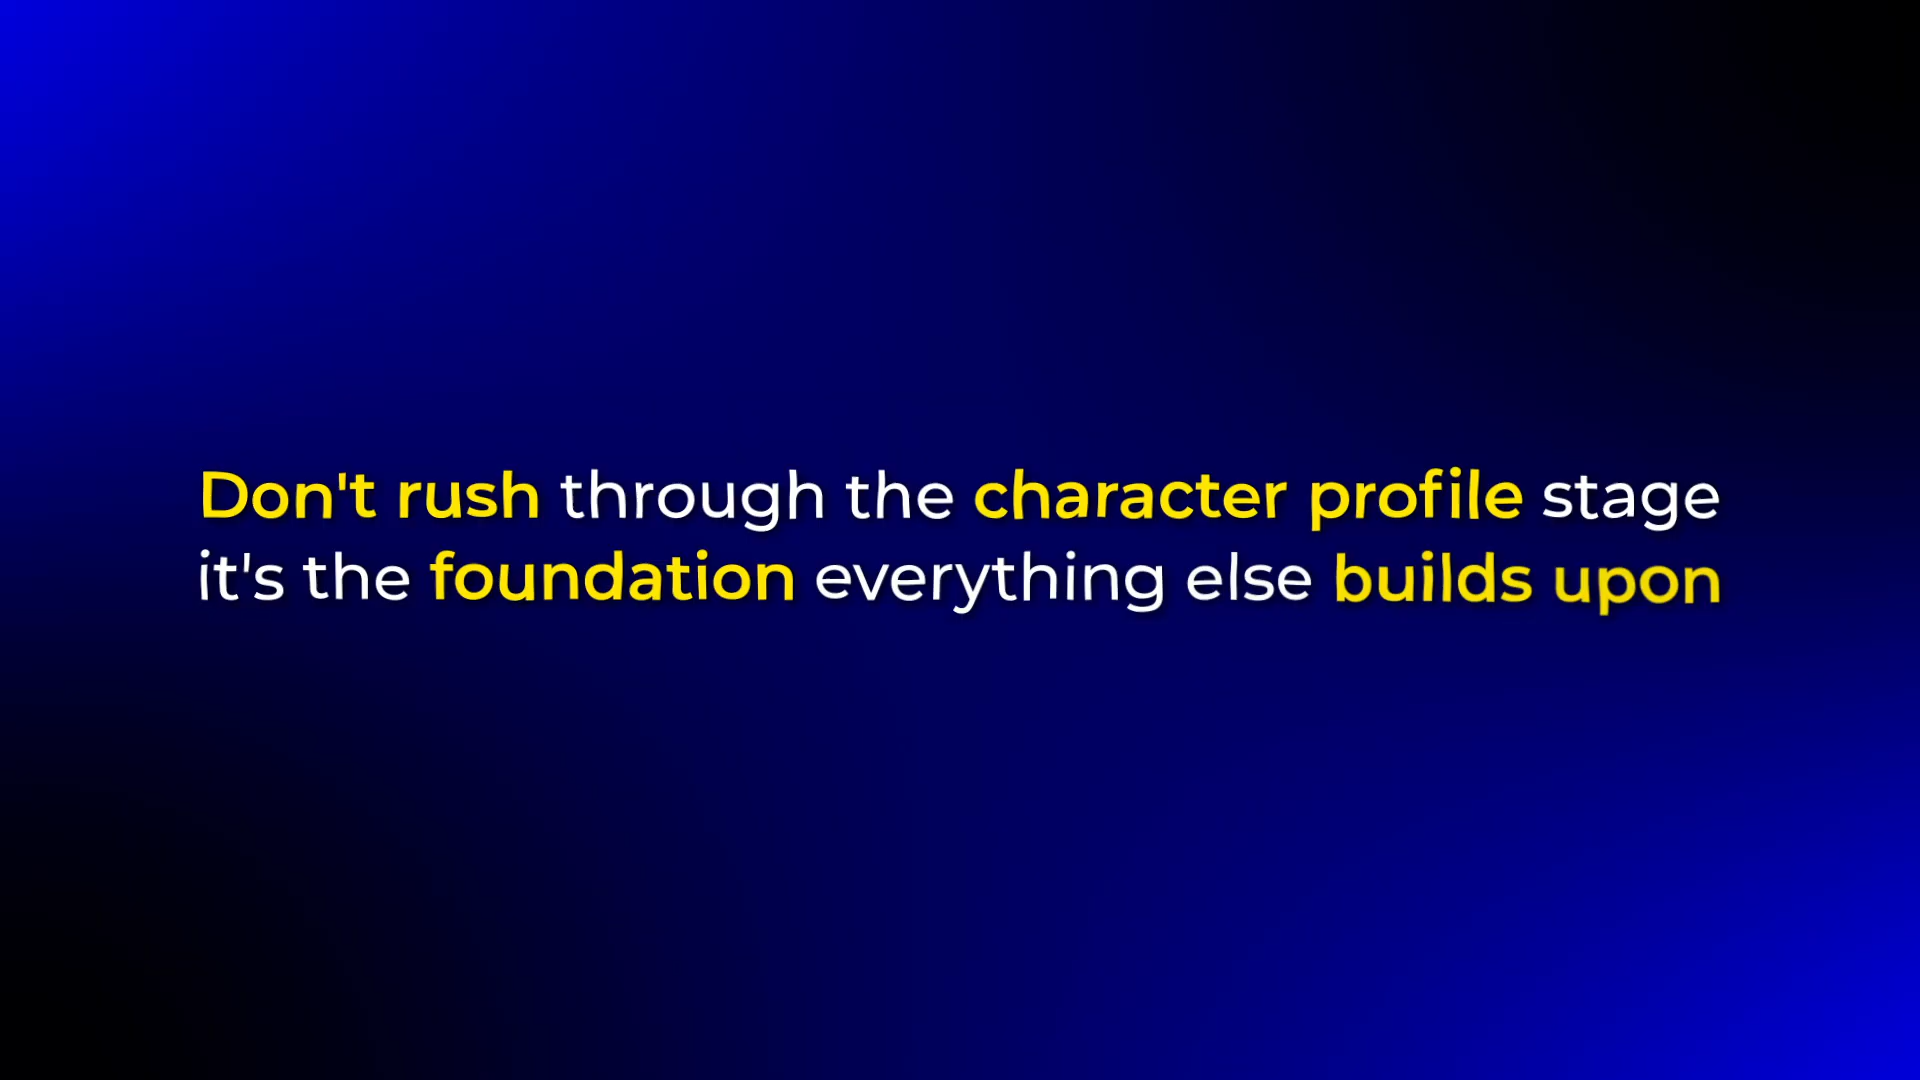 Don't rush through the character profile stage
it's the foundation everything else builds upon